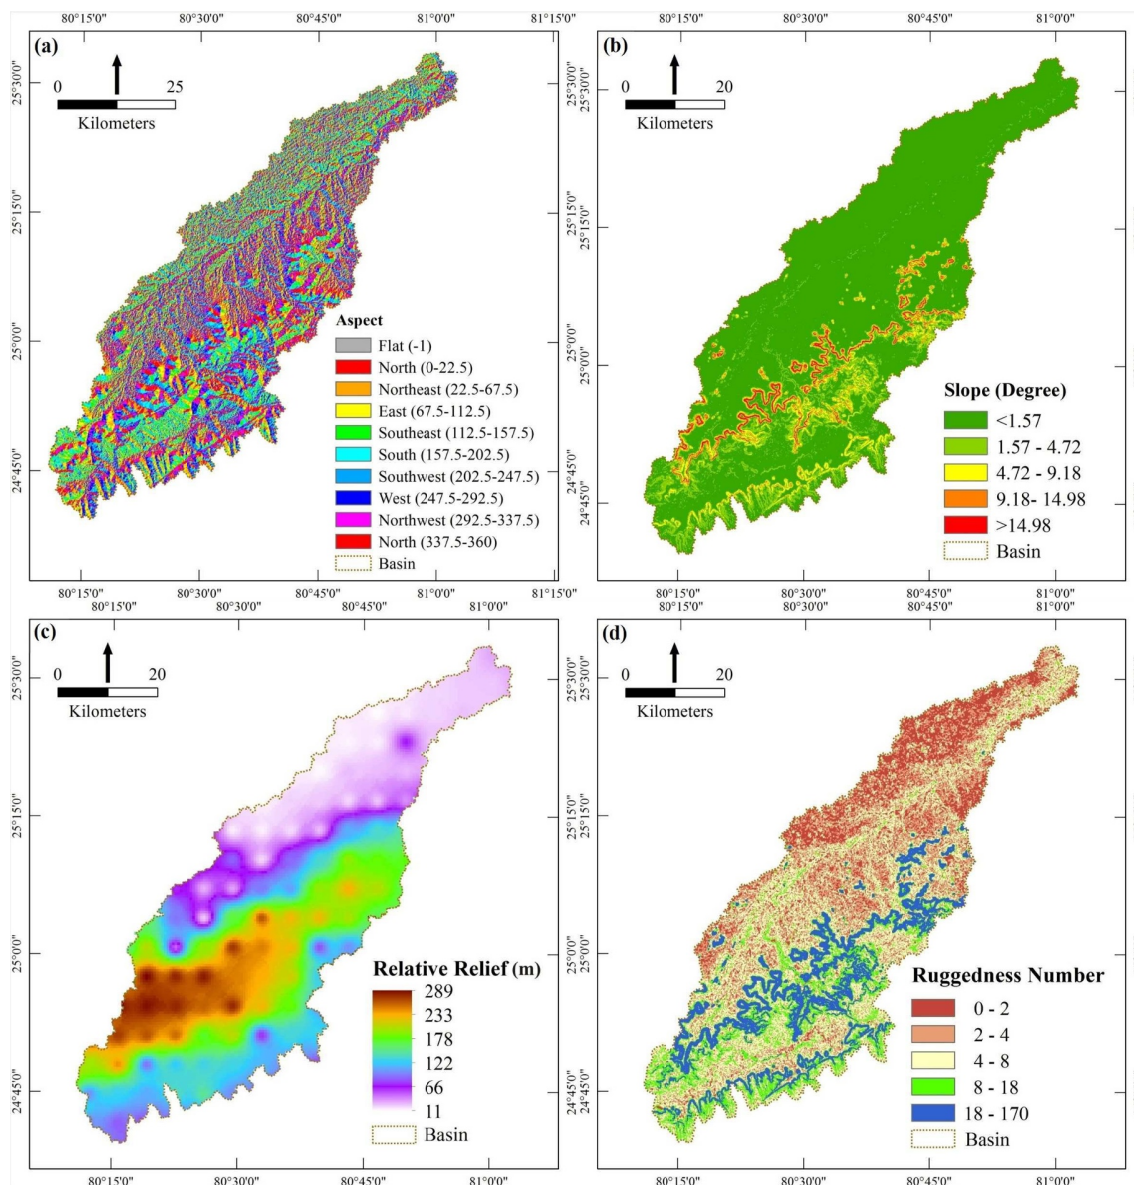 80°15'0" 80°30'0" 80°45'0" 81°0'0" 81°15'0"
(a)
0 25
Kilometers
25°30'0"
25°15'0"
25°0'0"
24°45'0"
Aspect
Flat (-1)
North (0-22.5)
Northeast (22.5-67.5)
East (67.5-112.5)
Southeast (112.5-157.5)
South (157.5-202.5)
Southwest (202.5-247.5)
West (247.5-292.5)
Northwest (292.5-337.5)
North (337.5-360)
Basin
80°15'0" 80°30'0" 80°45'0" 81°0'0" 81°15'0"
80°15'0" 80°30'0" 80°45'0" 81°0'0"
(b)
0 20
Kilometers
25°30'0"
25°15'0"
25°0'0"
24°45'0"
Slope (Degree)
<1.57
1.57 - 4.72
4.72 - 9.18
9.18- 14.98
>14.98
Basin
80°15'0" 80°30'0" 80°45'0" 81°0'0"
80°15'0" 80°30'0" 80°45'0" 81°0'0"
(c)
0 20
Kilometers
25°30'0"
25°15'0"
25°0'0"
24°45'0"
Relative Relief (m)
289
233
178
122
66
11
Basin
80°15'0" 80°30'0" 80°45'0" 81°0'0"
80°15'0" 80°30'0" 80°45'0" 81°0'0"
(d)
0 20
Kilometers
25°30'0"
25°15'0"
25°0'0"
24°45'0"
Ruggedness Number
0 - 2
2 - 4
4 - 8
8 - 18
18 - 170
Basin
80°15'0" 80°30'0" 80°45'0" 81°0'0"